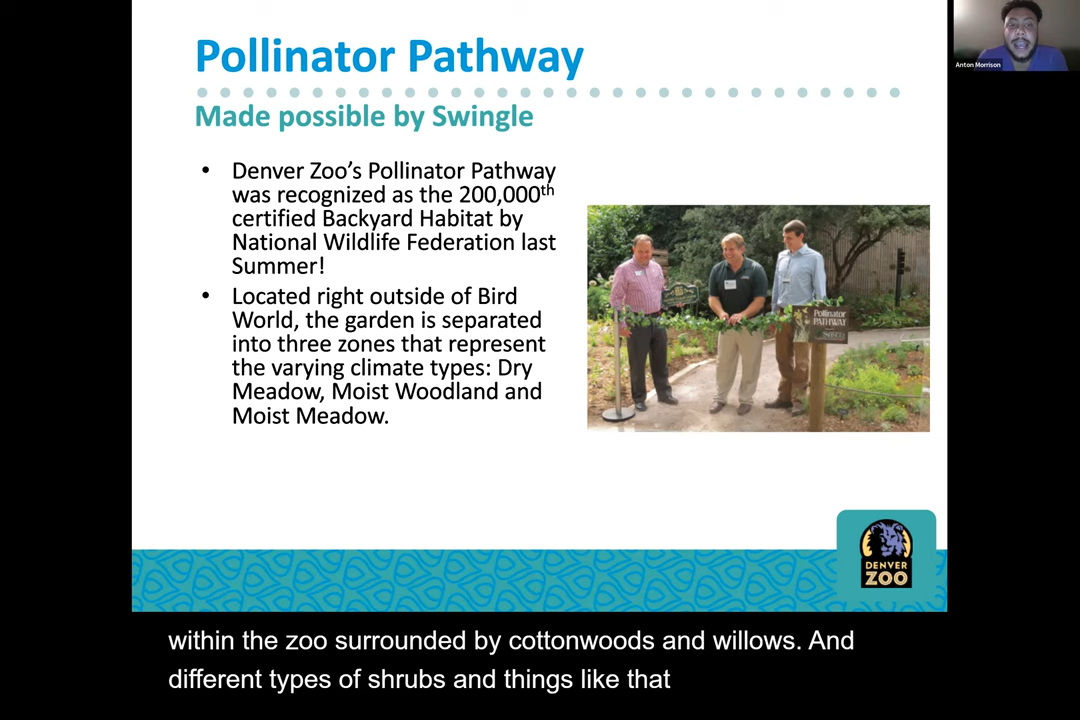 Pollinator Pathway
Anton Morrison
Made possible by Swingle
• Denver Zoo's Pollinator Pathway
was recognized as the 200,000th
certified Backyard Habitat by
National Wildlife Federation last
Summer!
• Located right outside of Bird
World, the garden is separated
into three zones that represent
the varying climate types: Dry
Meadow, Moist Woodland and
Moist Meadow.
Pollinator
PATHWAY
DENVER
ZOO
within the zoo surrounded by cottonwoods and willows. And
different types of shrubs and things like that